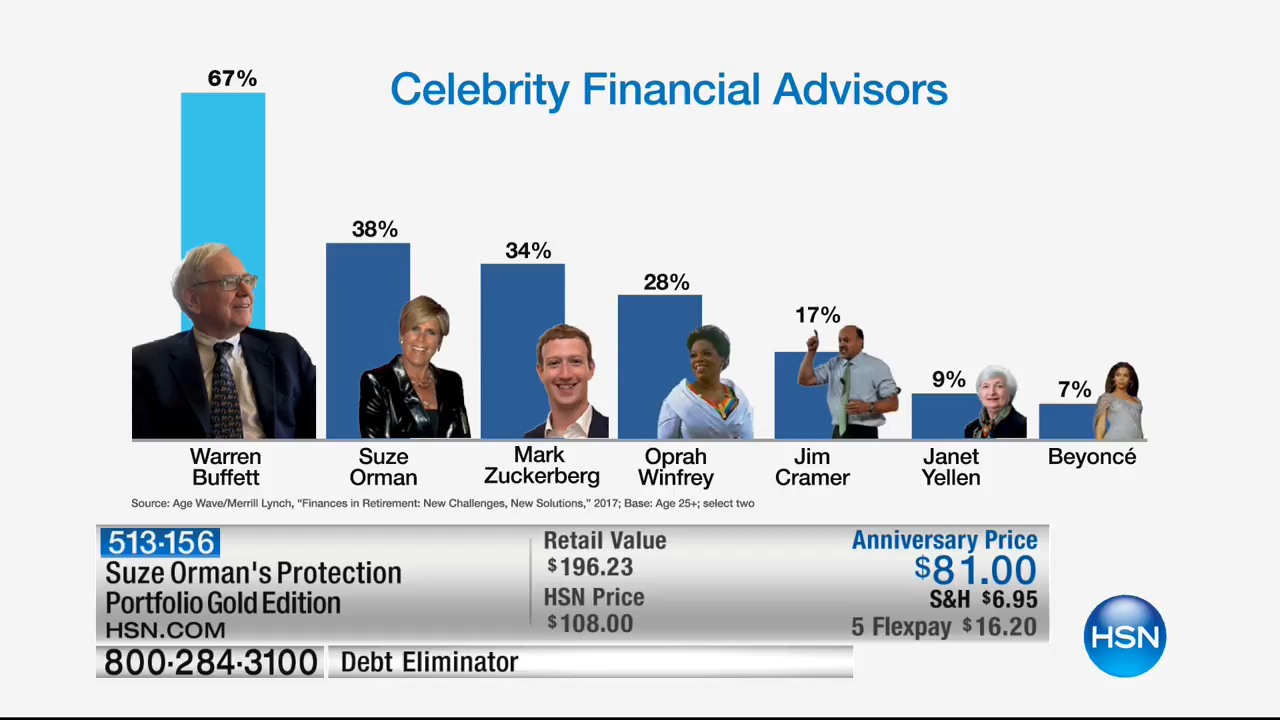 Celebrity Financial Advisors
67%
38%
34%
28%
17%
9%
7%
Warren
Buffett
Suze
Orman
Mark
Zuckerberg
Oprah
Winfrey
Jim
Cramer
Janet
Yellen
Beyoncé
Source: Age Wave/Merrill Lynch, “Finances in Retirement: New Challenges, New Solutions,” 2017; Base: Age 25+; select two
513·156
Suze Orman's Protection
Portfolio Gold Edition
HSN.COM
Retail Value
$196.23
HSN Price
$108.00
Anniversary Price
$81.00
S&H $6.95
5 Flexpay $16.20
800·284·3100
Debt Eliminator
HSN